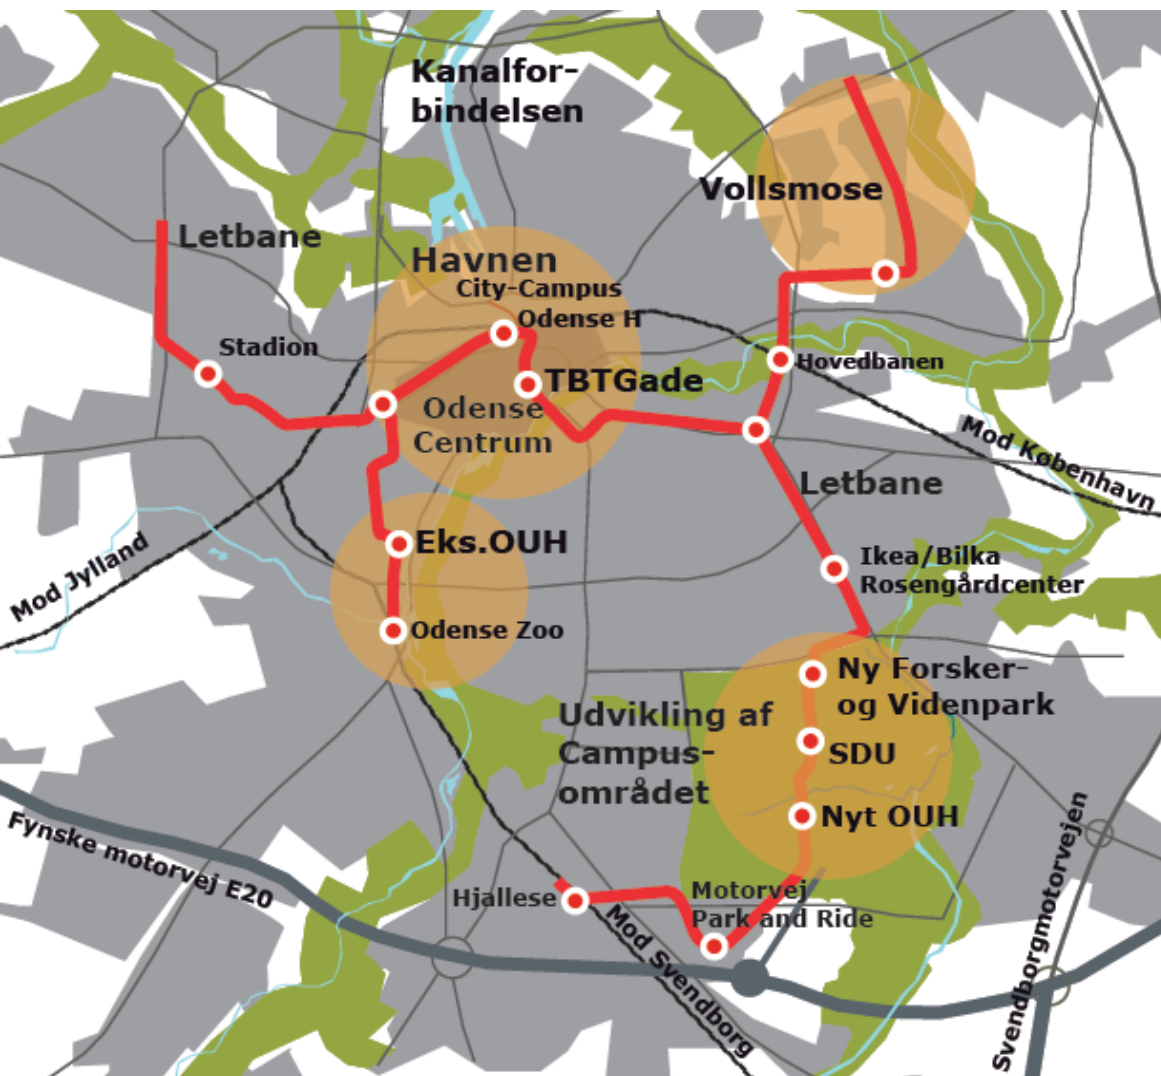 Kanalfor-
bindelsen
Vollsmose
Letbane
Havnen
City-Campus
Odense H
Stadion
Hovedbanen
TBTGade
Odense
Centrum
Mod København
Letbane
Eks.OUH
Ikea/Bilka
Rosengårdcenter
Mod Jylland
Odense Zoo
Ny Forsker-
og Videnpark
Udvikling af
Campus-
området
SDU
Nyt OUH
Fynske motorvej E20
Hjallese
Motorvej
Park and Ride
Mod Svendborg
Svendborgmotorvejen